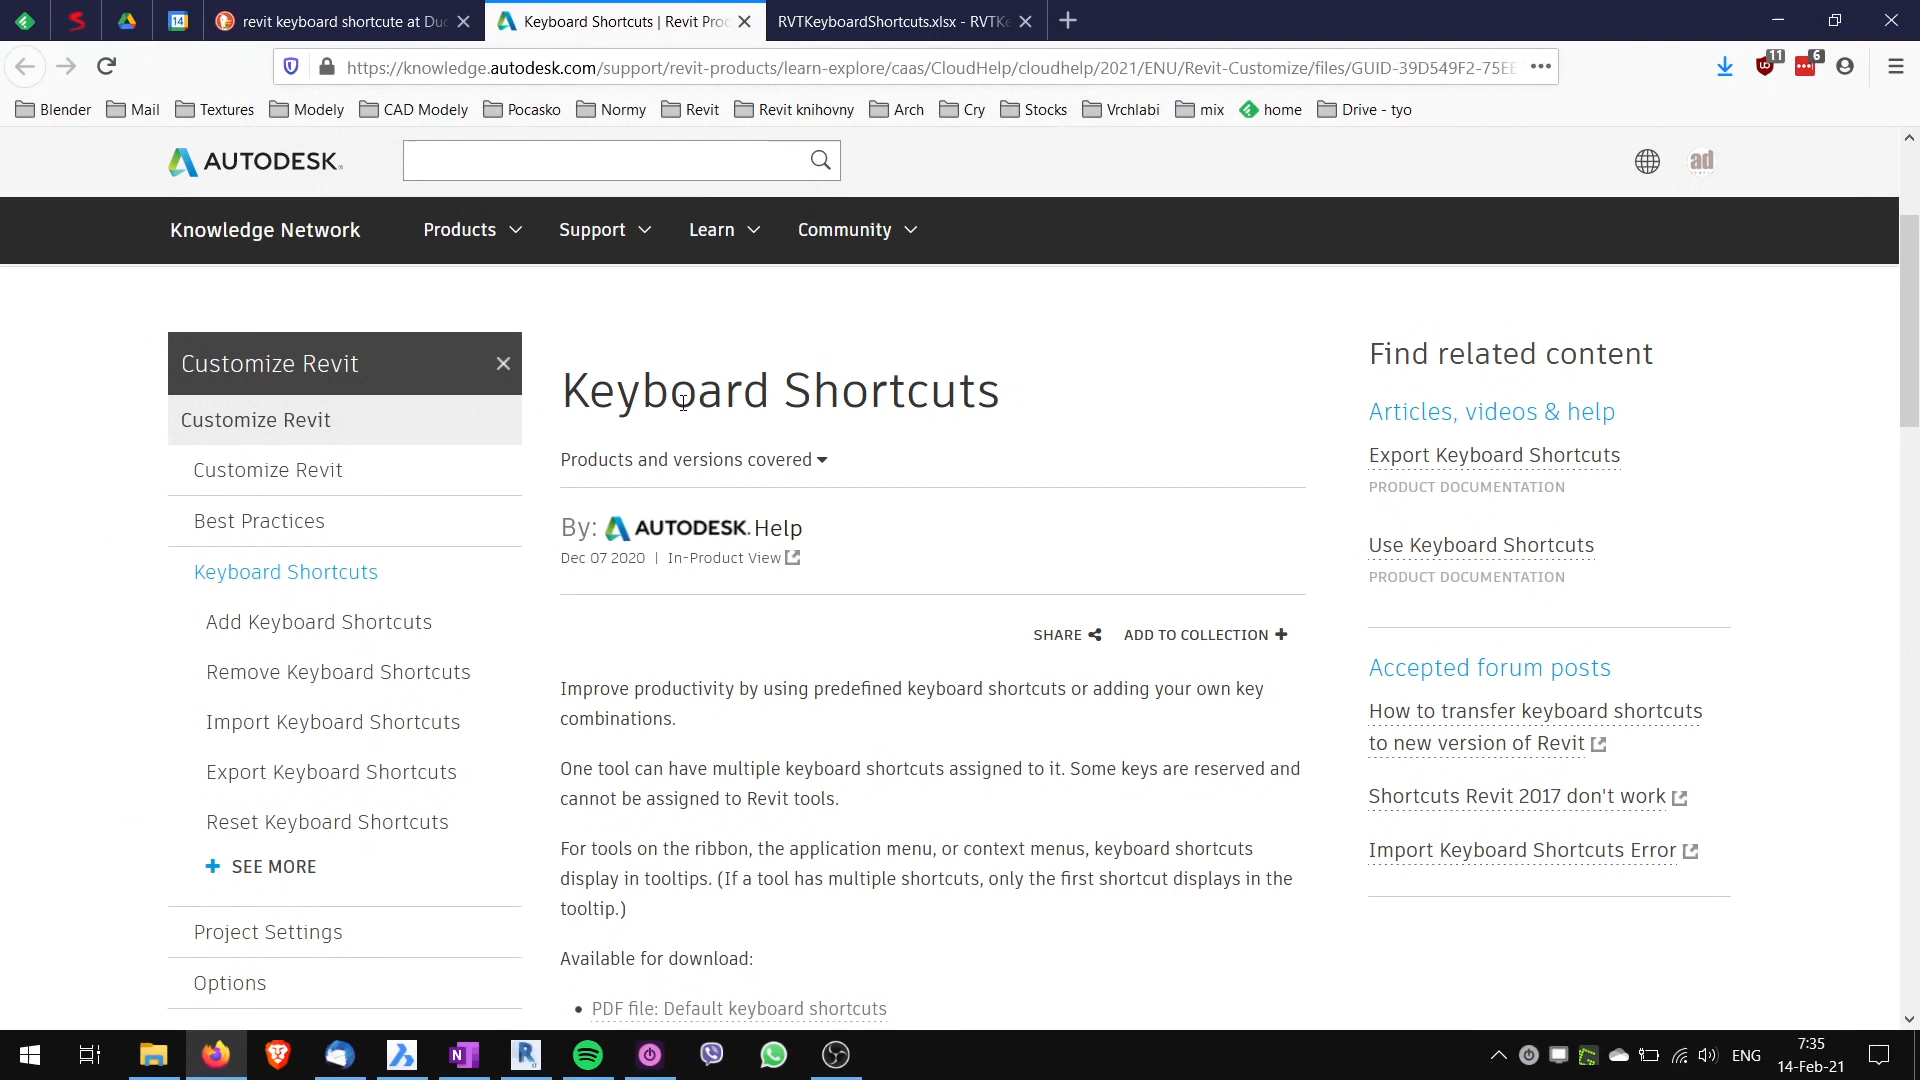 revit keyboard shortcute at Duc
Keyboard Shortcuts | Revit Proc
RVTKeyboardShortcuts.xlsx - RVTKe
https://knowledge.autodesk.com/support/revit-products/learn-explore/caas/CloudHelp/cloudhelp/2021/ENU/Revit-Customize/files/GUID-39D549F2-75EE
11
6
Blender
Mail
Textures
Modely
CAD Modely
Pocasko
Normy
Revit
Revit knihovny
Arch
Cry
Stocks
Vrchlabi
mix
home
Drive - tyo
AUTODESK.
ad
Knowledge Network
Products
Support
Learn
Community
Customize Revit
Customize Revit
Customize Revit
Best Practices
Keyboard Shortcuts
Add Keyboard Shortcuts
Remove Keyboard Shortcuts
Import Keyboard Shortcuts
Export Keyboard Shortcuts
Reset Keyboard Shortcuts
+ SEE MORE
Project Settings
Options
Keyboard Shortcuts
Products and versions covered
By: AUTODESK. Help
Dec 07 2020 | In-Product View
SHARE
ADD TO COLLECTION +
Improve productivity by using predefined keyboard shortcuts or adding your own key
combinations.
One tool can have multiple keyboard shortcuts assigned to it. Some keys are reserved and
cannot be assigned to Revit tools.
For tools on the ribbon, the application menu, or context menus, keyboard shortcuts
display in tooltips. (If a tool has multiple shortcuts, only the first shortcut displays in the
tooltip.)
Available for download:
• PDF file: Default keyboard shortcuts
Find related content
Articles, videos & help
Export Keyboard Shortcuts
PRODUCT DOCUMENTATION
Use Keyboard Shortcuts
PRODUCT DOCUMENTATION
Accepted forum posts
How to transfer keyboard shortcuts
to new version of Revit
Shortcuts Revit 2017 don't work
Import Keyboard Shortcuts Error
ENG
7:35
14-Feb-21